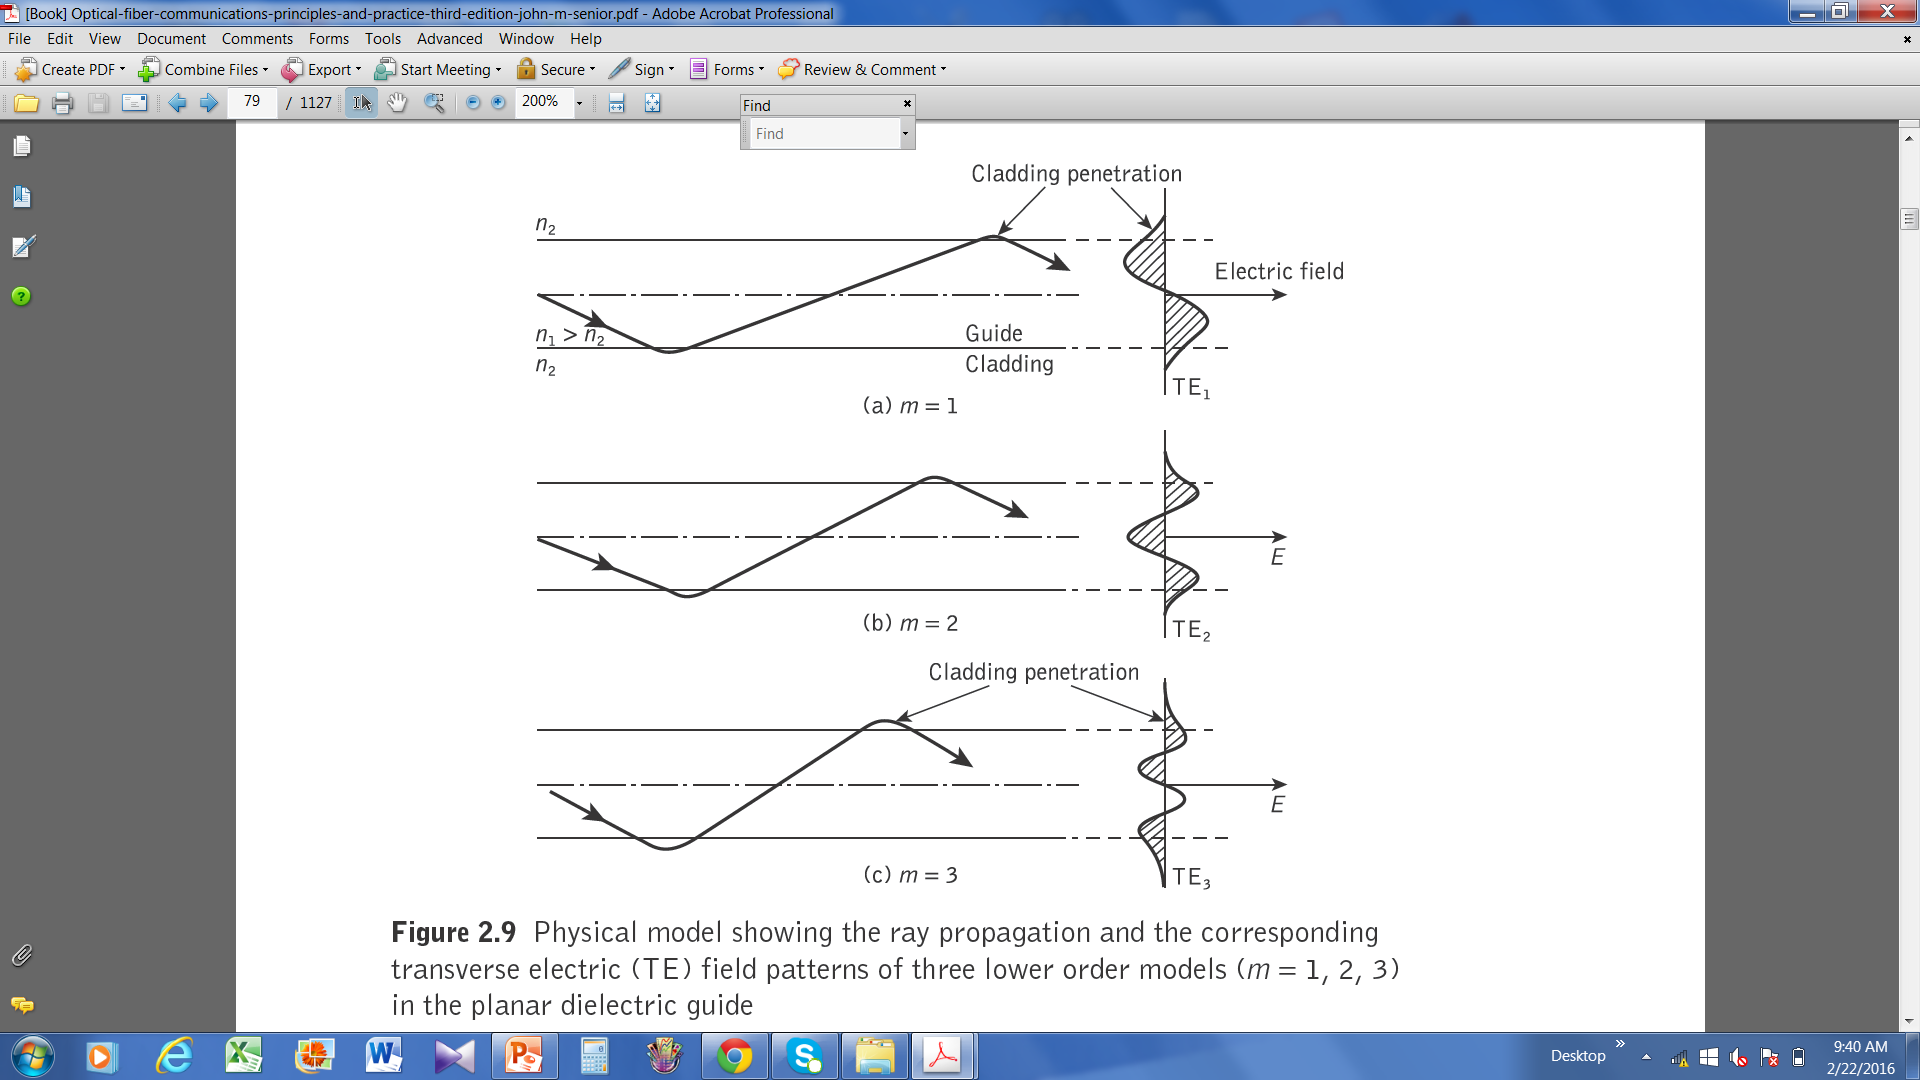 [Book] Optical-fiber-communications-principles-and-practice-third-edition-john-m-senior.pdf - Adobe Acrobat Professional
File Edit View Document Comments Forms Tools Advanced Window Help
Create PDF Combine Files Export Start Meeting Secure Sign Forms Review & Comment
79 / 1127 200%
Find
Find
Cladding penetration
n2
Electric field
n1 > n2
Guide
n2
Cladding
TE1
(a) m = 1
E
(b) m = 2
TE2
Cladding penetration
E
(c) m = 3
TE3
Figure 2.9 Physical model showing the ray propagation and the corresponding
transverse electric (TE) field patterns of three lower order models (m = 1, 2, 3)
in the planar dielectric guide
Desktop
9:40 AM
2/22/2016